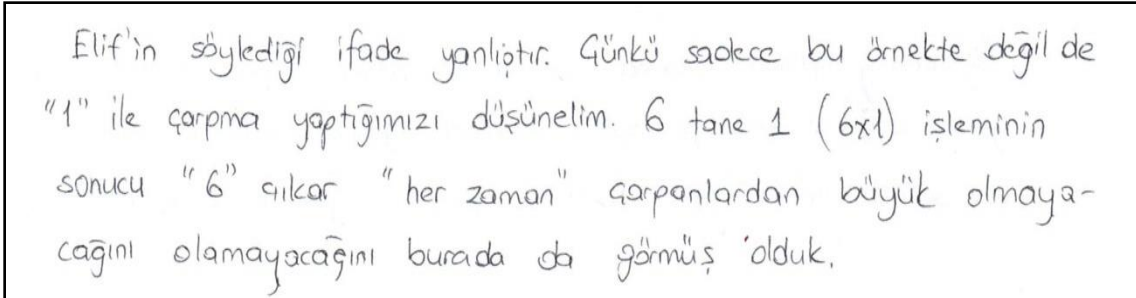 Elif'in söylediği ifade yanlıştır. Çünkü sadece bu örnekte değil de
"1" ile çarpma yaptığımızı düşünelim. 6 tane 1 (6x1) işleminin
sonucu "6" çıkar "her zaman" çarpanlardan büyük olmaya-
cağını olamayacağını burada da görmüş olduk.